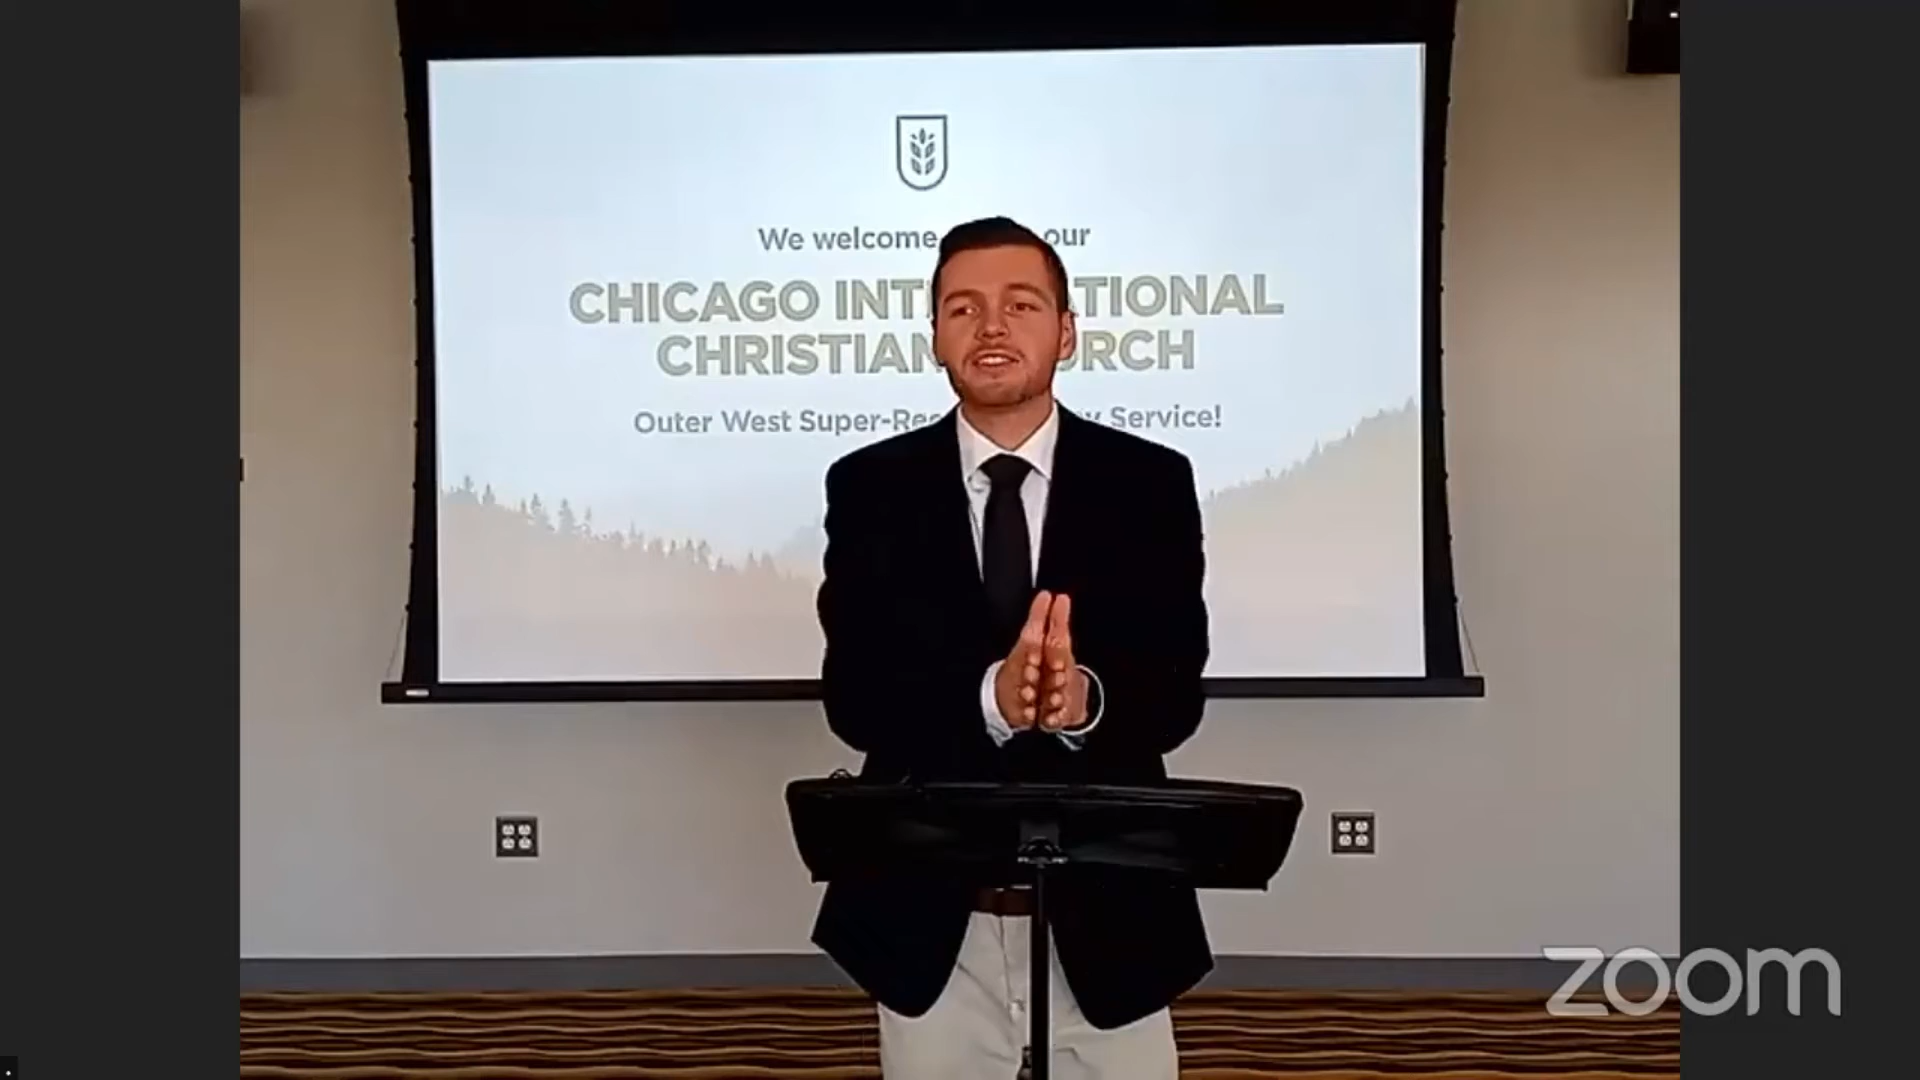 We welcome our
CHICAGO INT TIONAL
CHRISTIAN URCH
Outer West Super-Re Service!
zoom